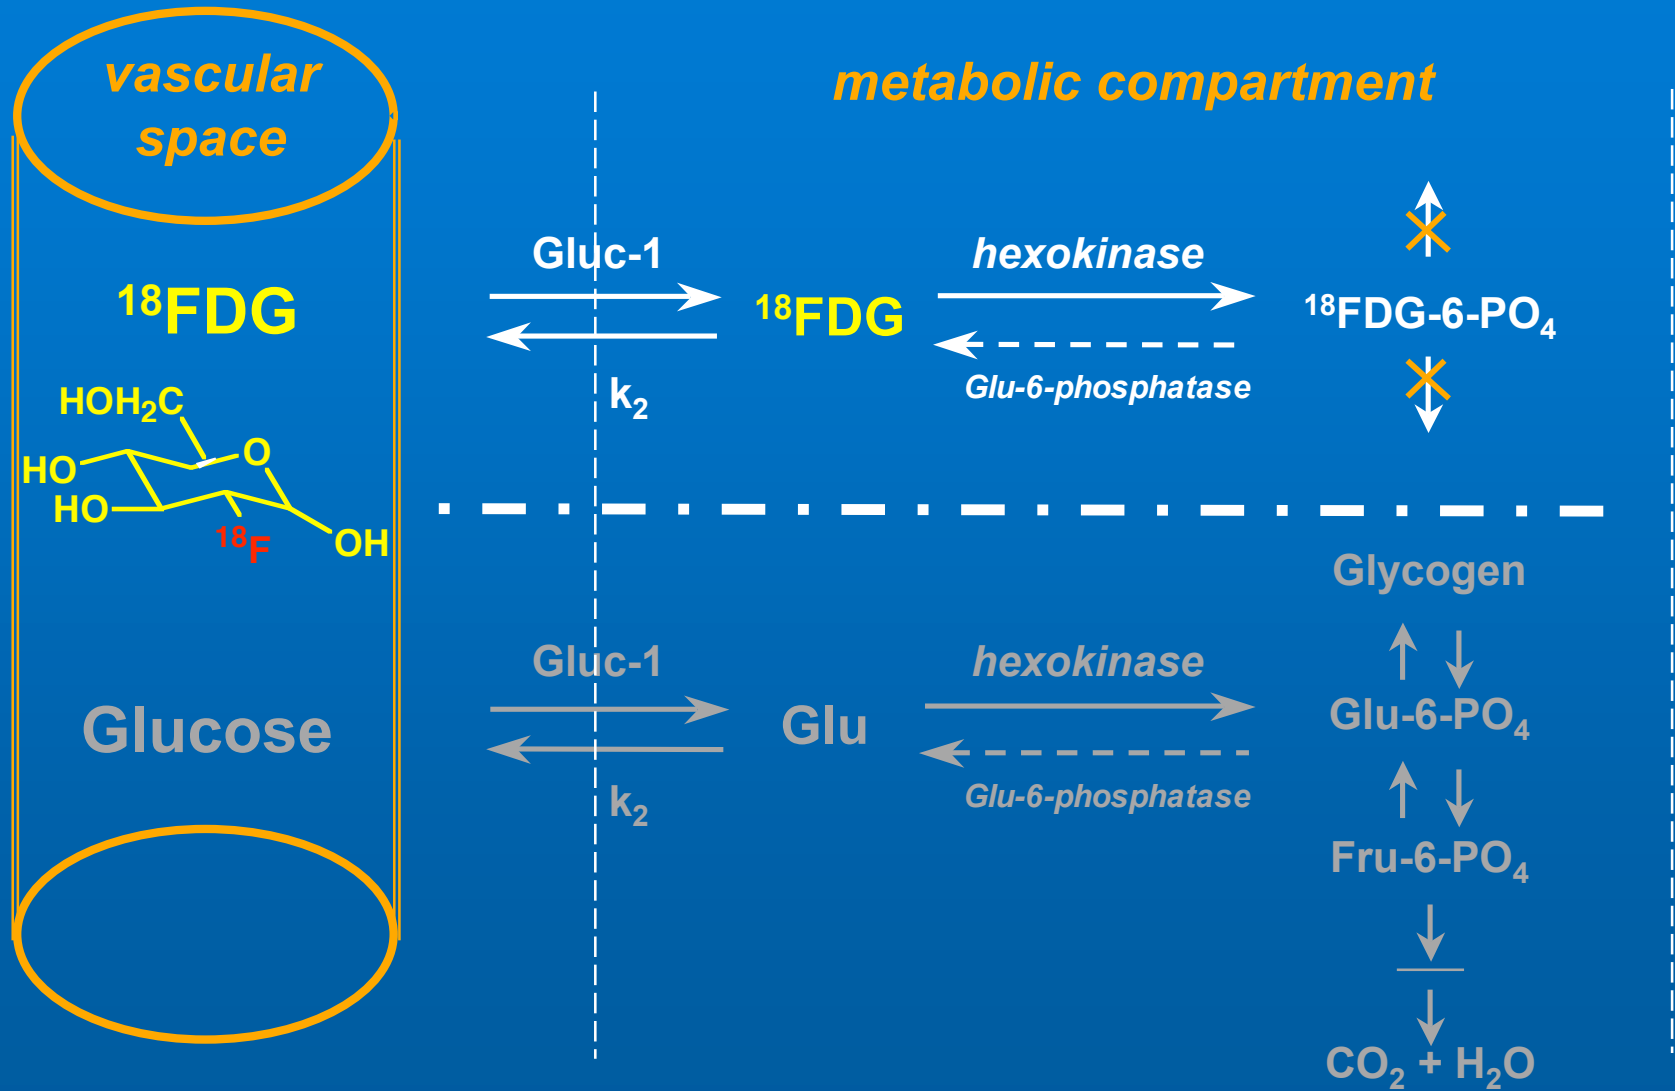 vascular
space
metabolic compartment
Gluc-1
hexokinase
¹⁸FDG
¹⁸FDG
¹⁸FDG-6-PO₄
k₂
Glu-6-phosphatase
HOH₂C
O
HO
HO
¹⁸F
OH
Glycogen
Gluc-1
hexokinase
Glucose
Glu
Glu-6-PO₄
k₂
Glu-6-phosphatase
Fru-6-PO₄
CO₂ + H₂O